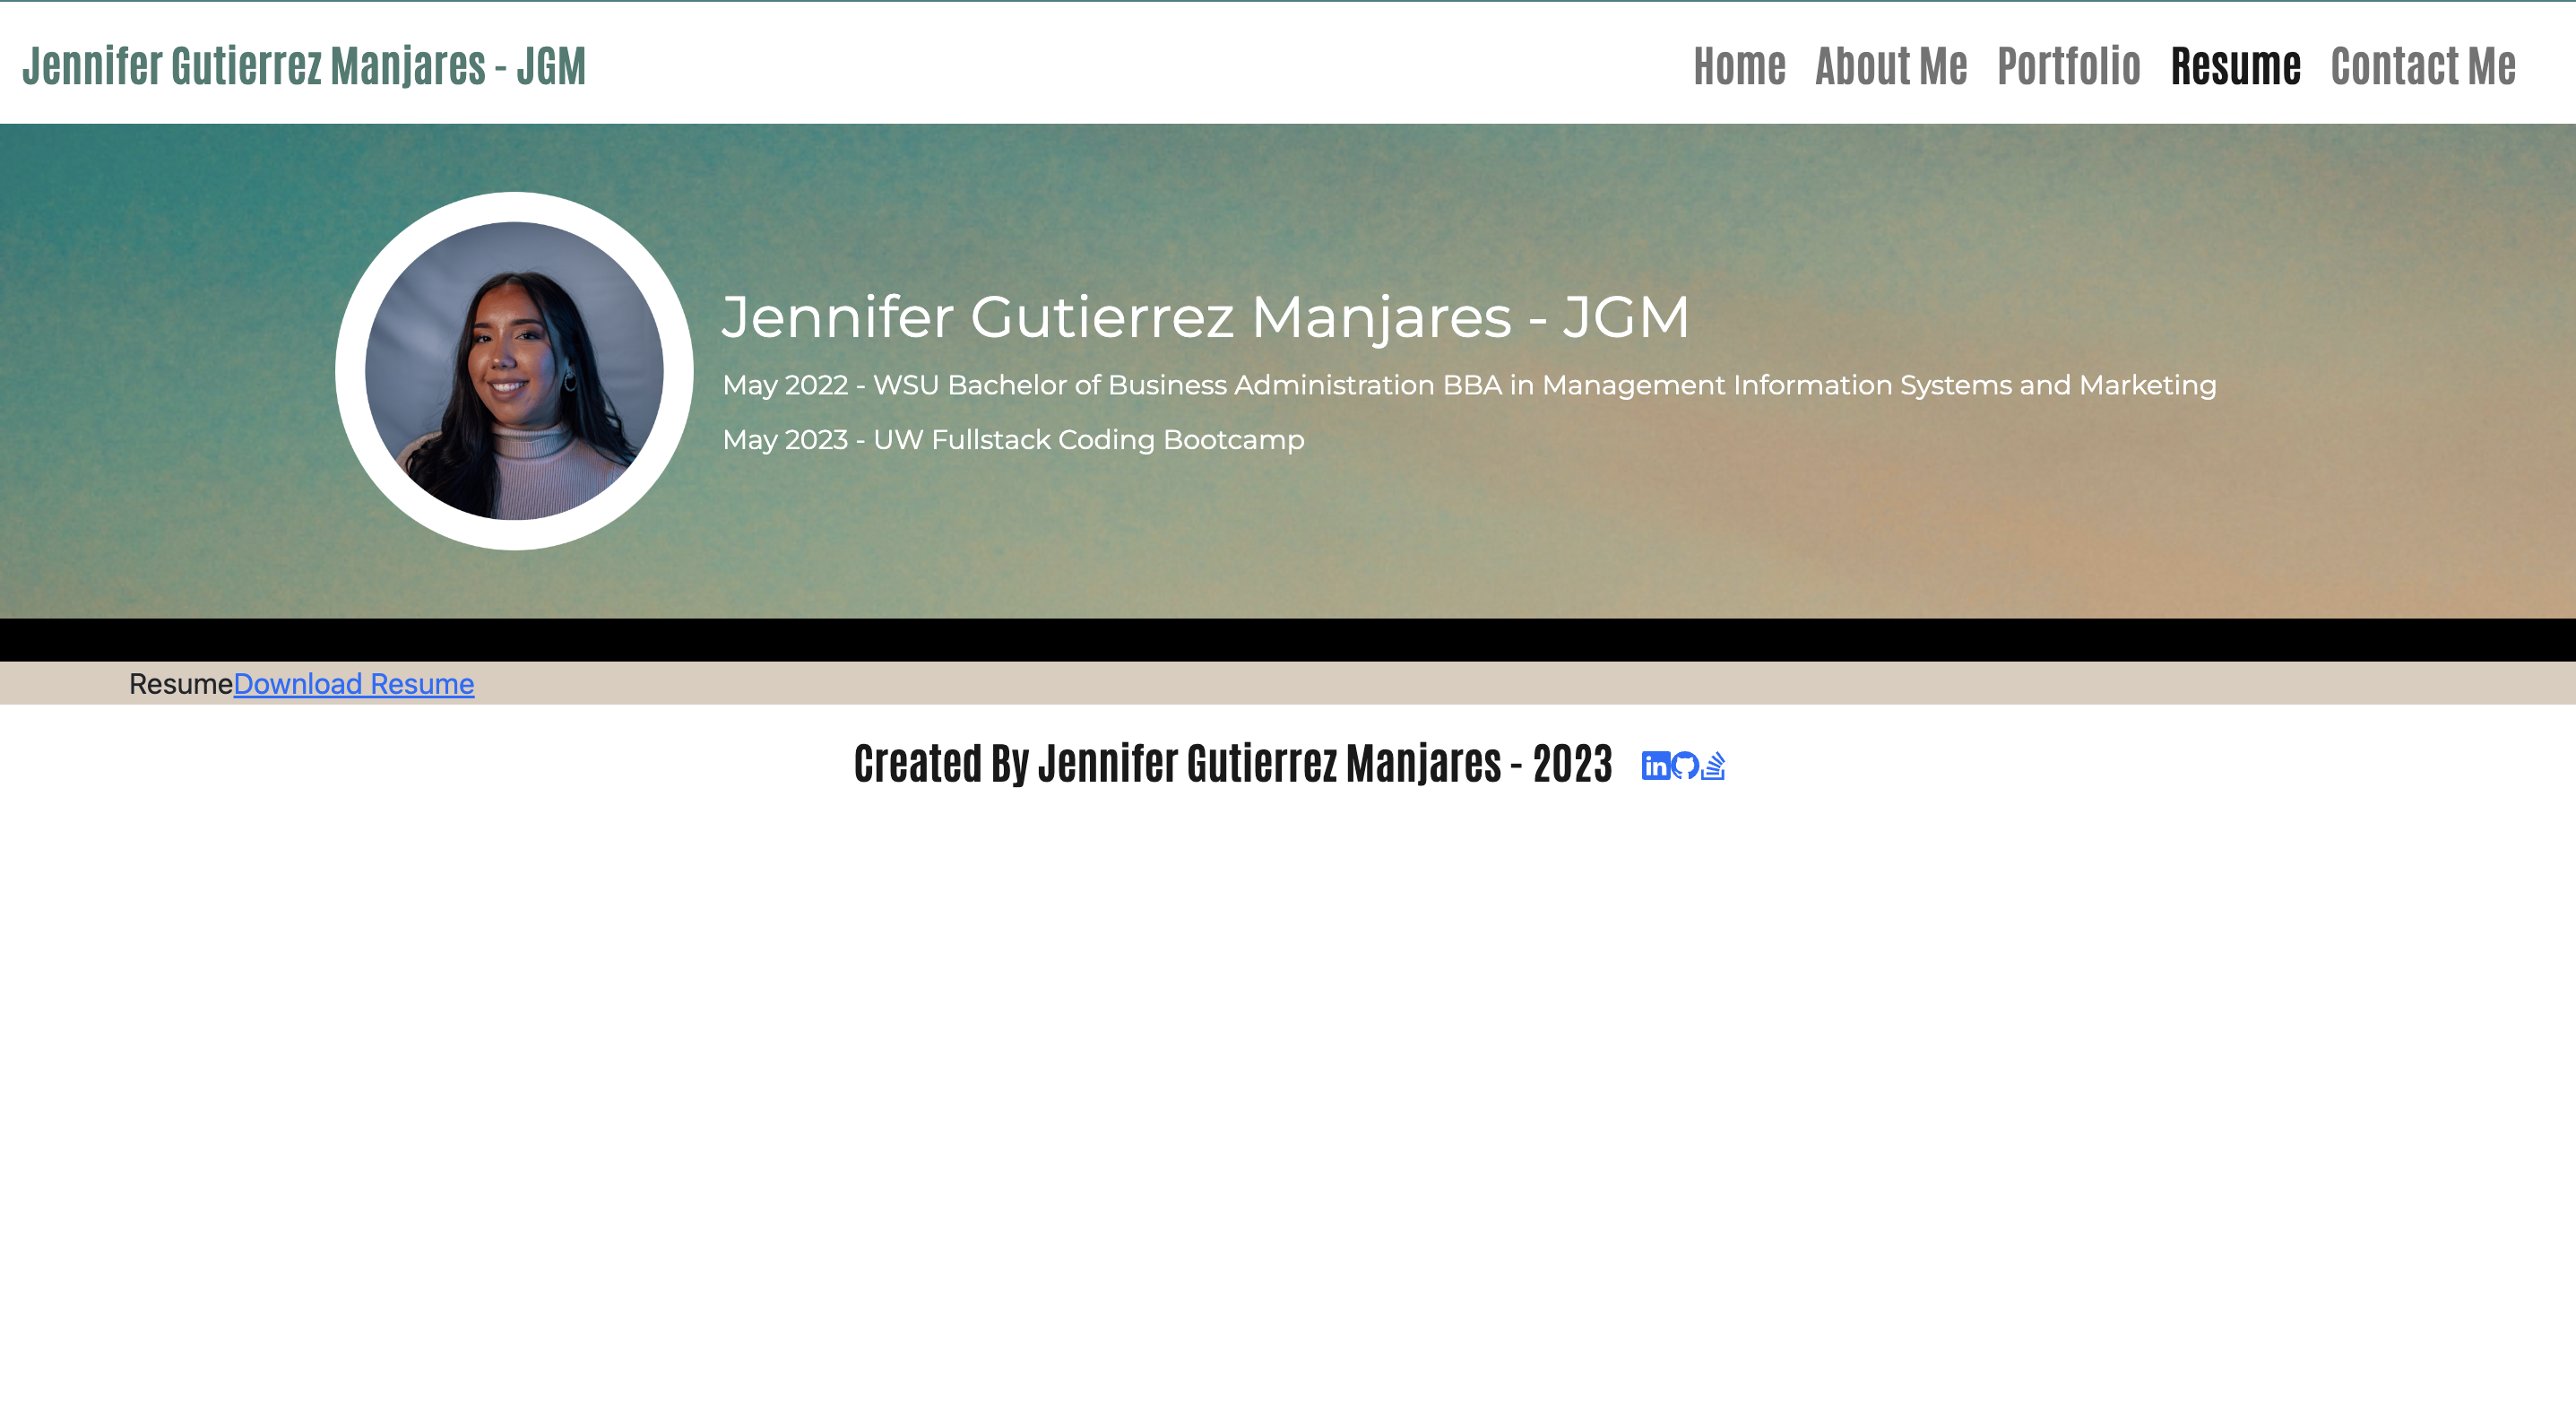 Jennifer Gutierrez Manjares - JGM
Home About Me Portfolio Resume Contact Me
Jennifer Gutierrez Manjares - JGM
May 2022 - WSU Bachelor of Business Administration BBA in Management Information Systems and Marketing
May 2023 - UW Fullstack Coding Bootcamp
ResumeDownload Resume
Created By Jennifer Gutierrez Manjares - 2023
in